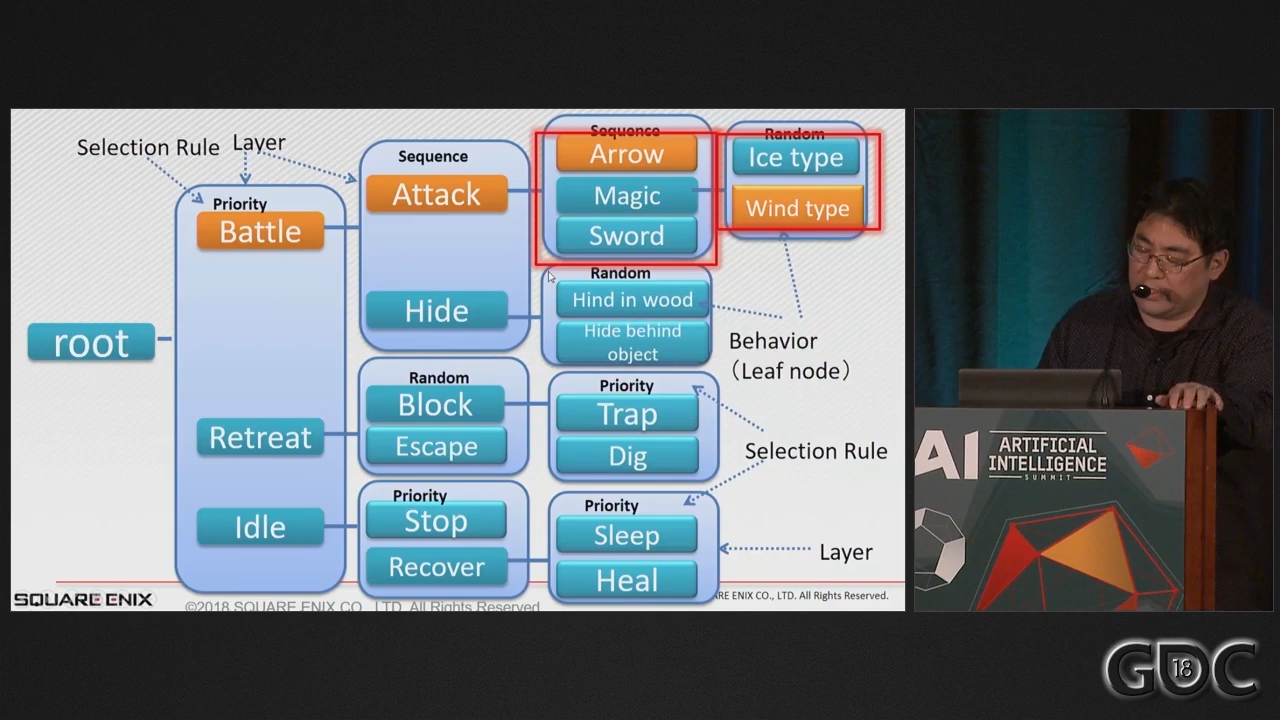 Selection Rule
Layer
Priority
Battle
Retreat
Idle
root
Sequence
Attack
Hide
Random
Block
Escape
Priority
Stop
Recover
Sequence
Arrow
Magic
Sword
Random
Hind in wood
Hide behind
object
Priority
Trap
Dig
Priority
Sleep
Heal
Random
Ice type
Wind type
Behavior
（Leaf node）
Selection Rule
Layer
SQUARE ENIX
©2018 SQUARE ENIX CO., LTD. All Rights Reserved
RE ENIX CO., LTD. All Rights Reserved.
AI ARTIFICIAL
INTELLIGENCE
SUMMIT
GDC
18